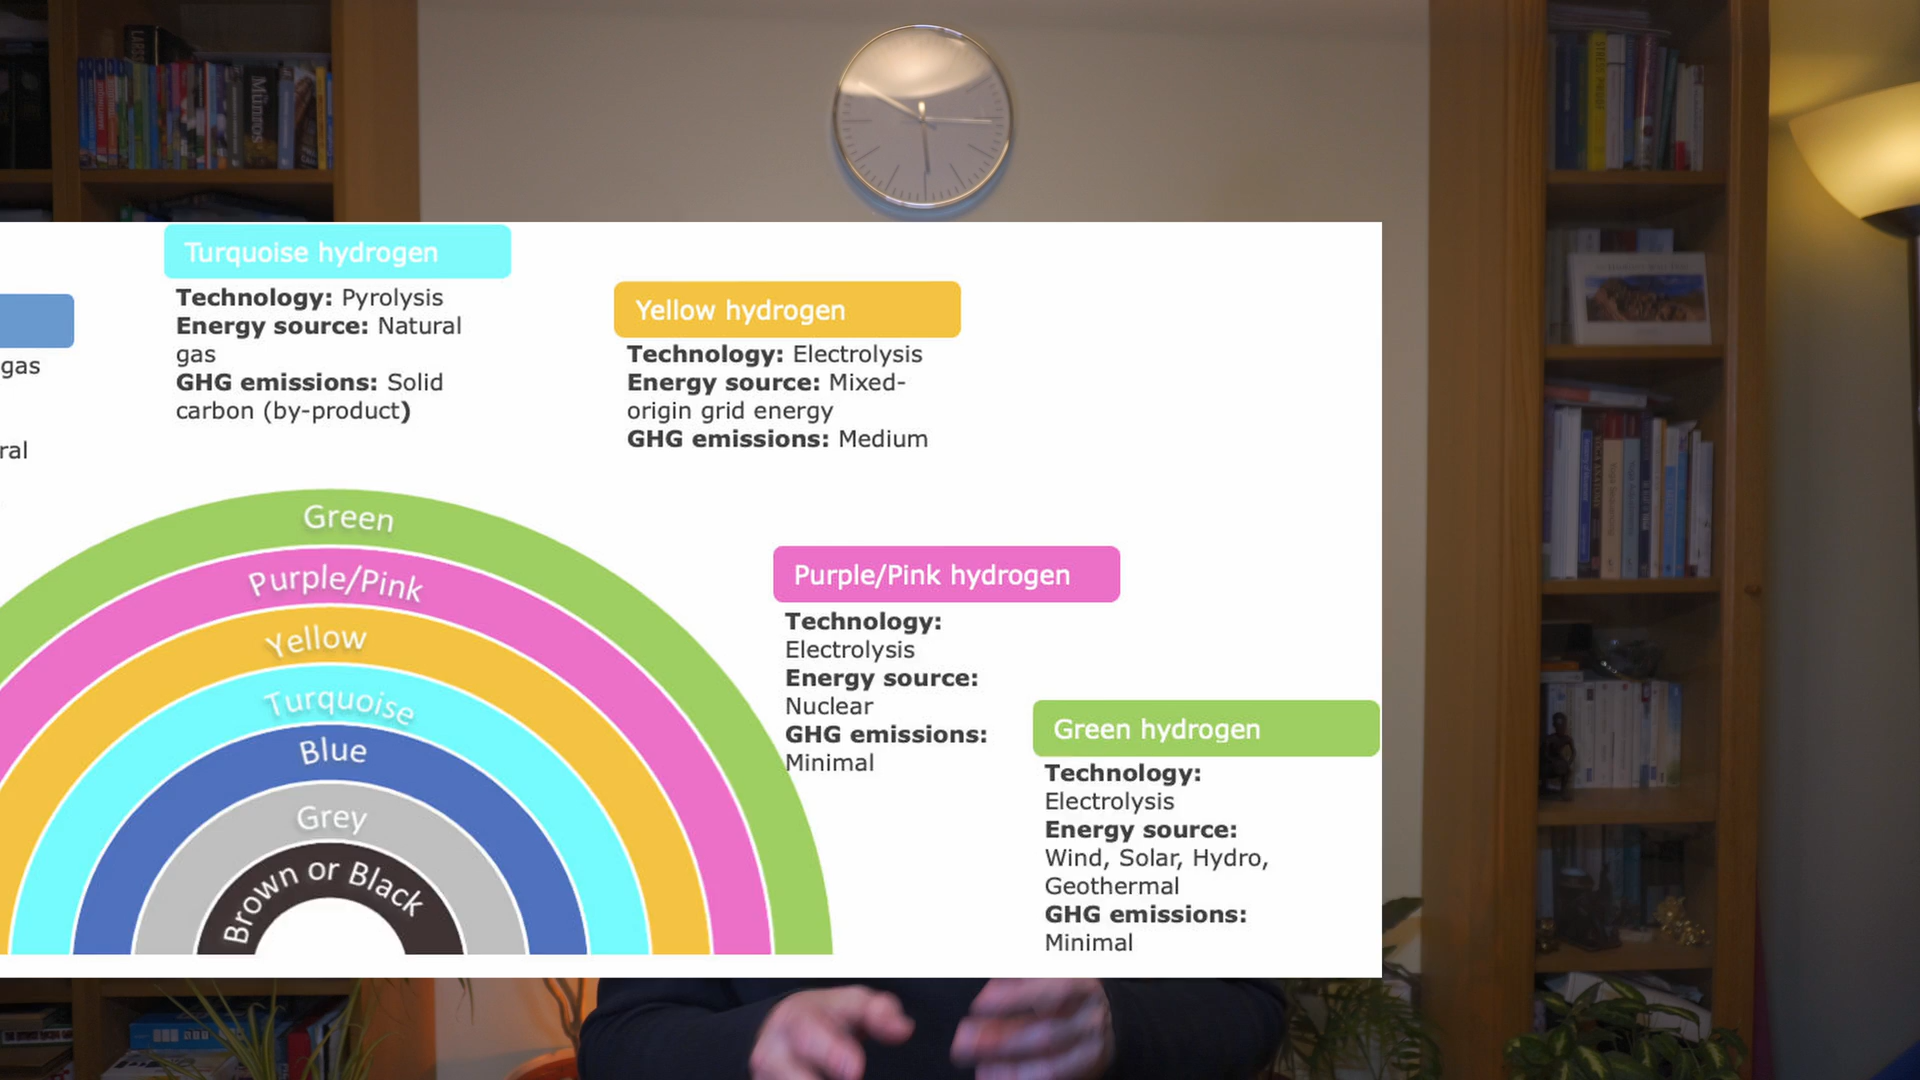 Turquoise hydrogen
Technology: Pyrolysis
Energy source: Natural
gas
GHG emissions: Solid
carbon (by-product)
gas
ral
Yellow hydrogen
Technology: Electrolysis
Energy source: Mixed-
origin grid energy
GHG emissions: Medium
Green
Purple/Pink
Yellow
Turquoise
Blue
Grey
Brown or Black
Purple/Pink hydrogen
Technology:
Electrolysis
Energy source:
Nuclear
GHG emissions:
Minimal
Green hydrogen
Technology:
Electrolysis
Energy source:
Wind, Solar, Hydro,
Geothermal
GHG emissions:
Minimal